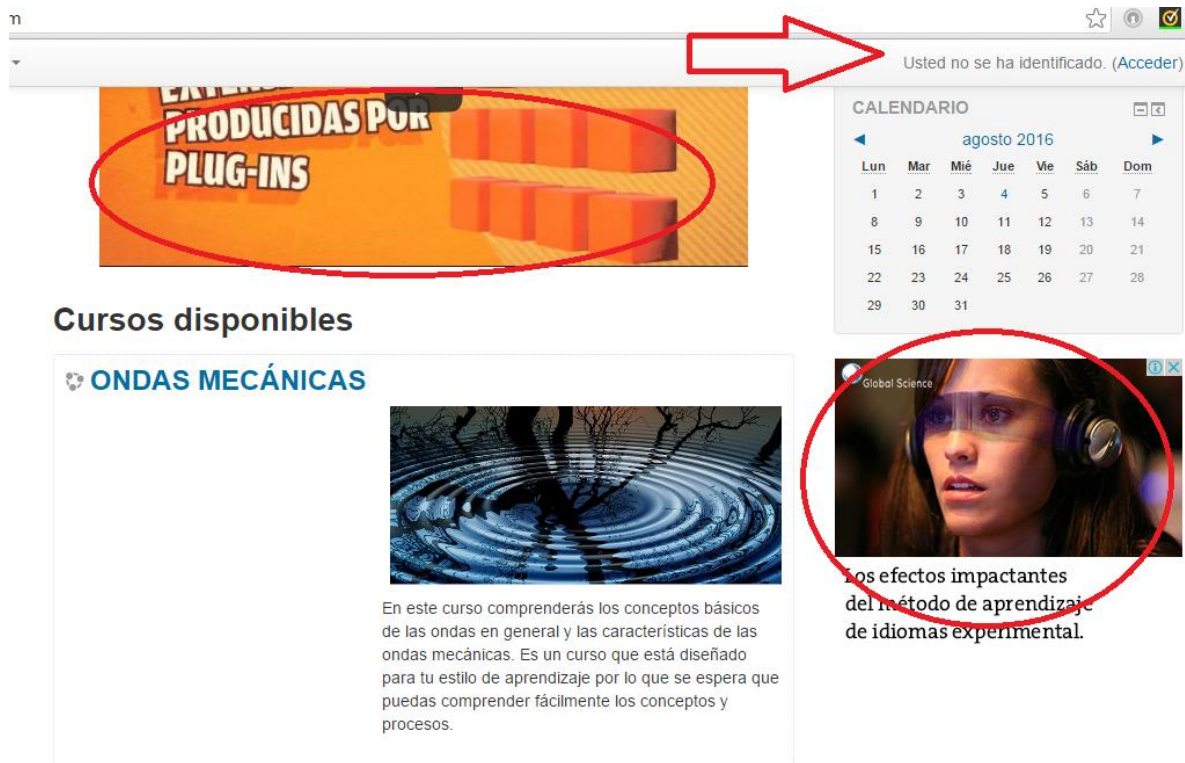 m
Usted no se ha identificado. (Acceder)
PRODUCIDAS POR
PLUG-INS
CALENDARIO
agosto 2016
Lun Mar Mié Jue Vie Sáb Dom
1 2 3 4 5 6 7
8 9 10 11 12 13 14
15 16 17 18 19 20 21
22 23 24 25 26 27 28
29 30 31
Cursos disponibles
ONDAS MECÁNICAS
En este curso comprenderás los conceptos básicos
de las ondas en general y las características de las
ondas mecánicas. Es un curso que está diseñado
para tu estilo de aprendizaje por lo que se espera que
puedas comprender fácilmente los conceptos y
procesos.
Global Science
Los efectos impactantes
del método de aprendizaje
de idiomas experimental.